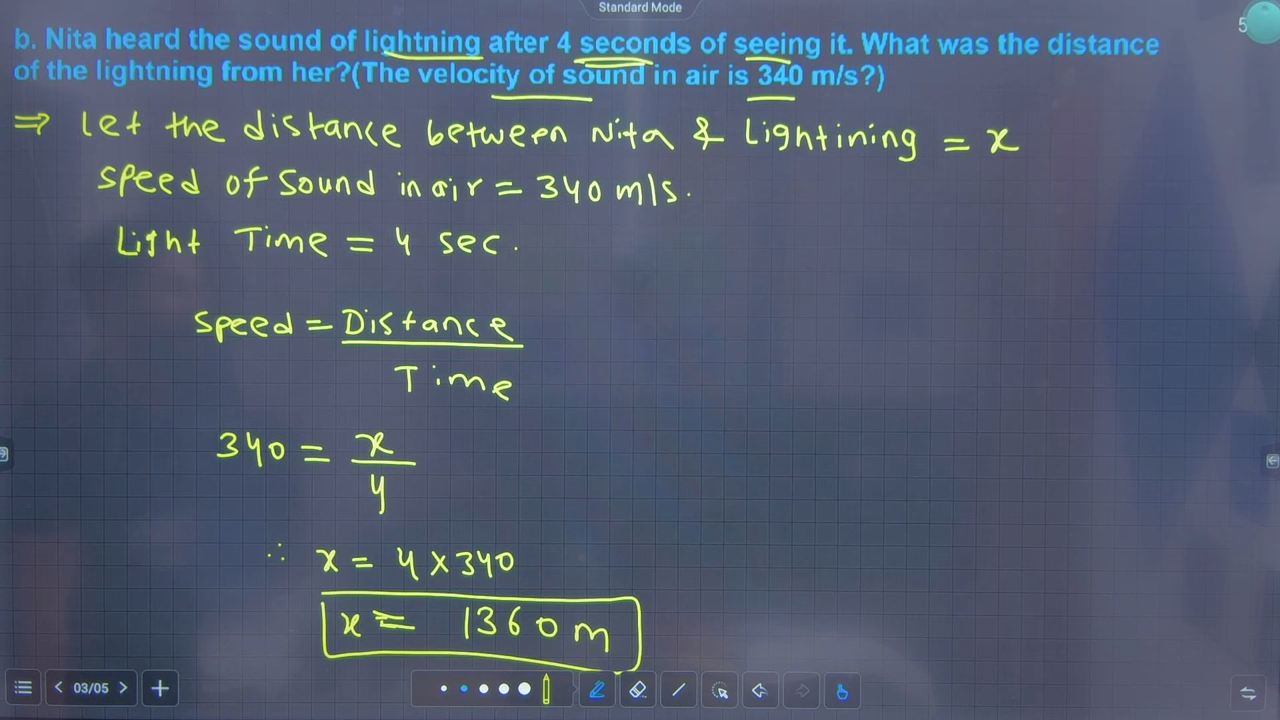 Standard Mode
5
b. Nita heard the sound of lightning after 4 seconds of seeing it. What was the distance
of the lightning from her?(The velocity of sound in air is 340 m/s?)
⇒ Let the distance between Nita & Lightining = x
Speed of Sound in air = 340 m/s.
Light Time = 4 sec.
Speed = Distance
Time
340 = x
4
∴ x = 4 × 340
x = 1360 m
03/05